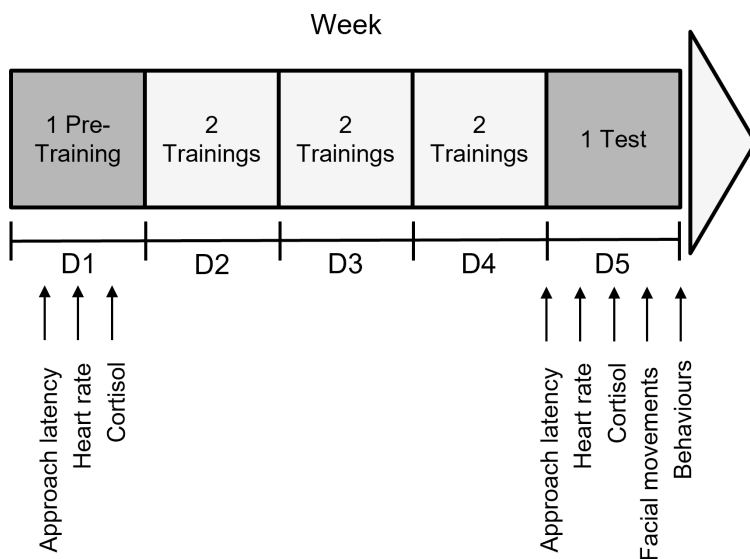 Week
1 Pre-
Training
2
Trainings
2
Trainings
2
Trainings
1 Test
D1
D2
D3
D4
D5
Approach latency
Heart rate
Cortisol
Approach latency
Heart rate
Cortisol
Facial movements
Behaviours